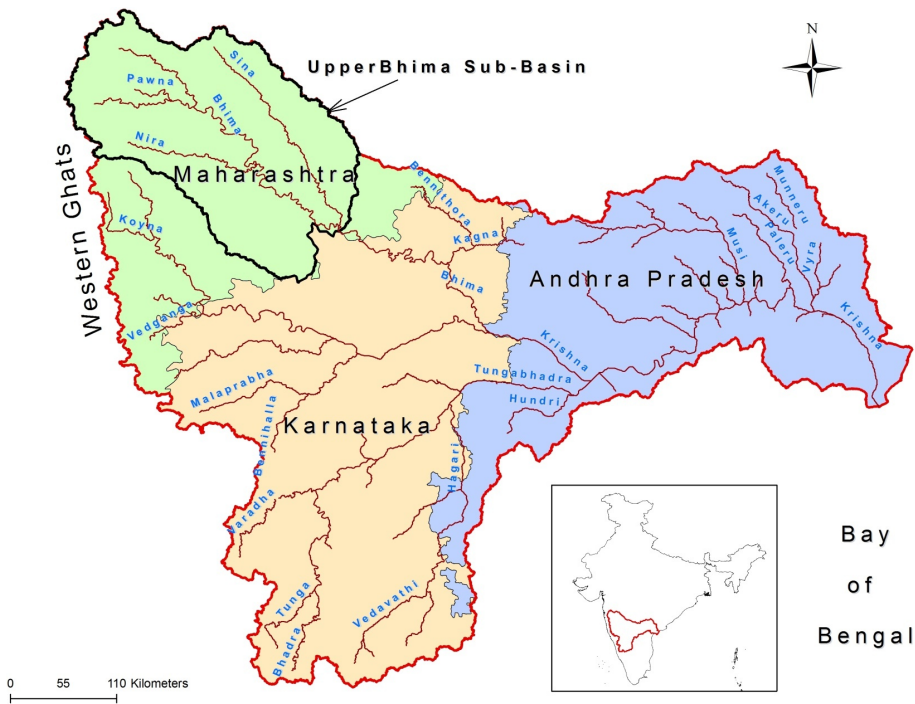 N
UpperBhima Sub-Basin
Sina
Pawna
Bhima
Nira
Maharashtra
Western Ghats
Koyna
Bennithora
Kagna
Bhima
Munneru
Akeru
Paleru
Musi
Vyra
Andhra Pradesh
Krishna
Vedganga
Krishna
Tungabhadra
Hundri
Malaprabha
Bennihalla
Karnataka
Hagari
Varadha
Tunga
Bhadra
Vedavathi
Bay
of
Bengal
0 55 110 Kilometers